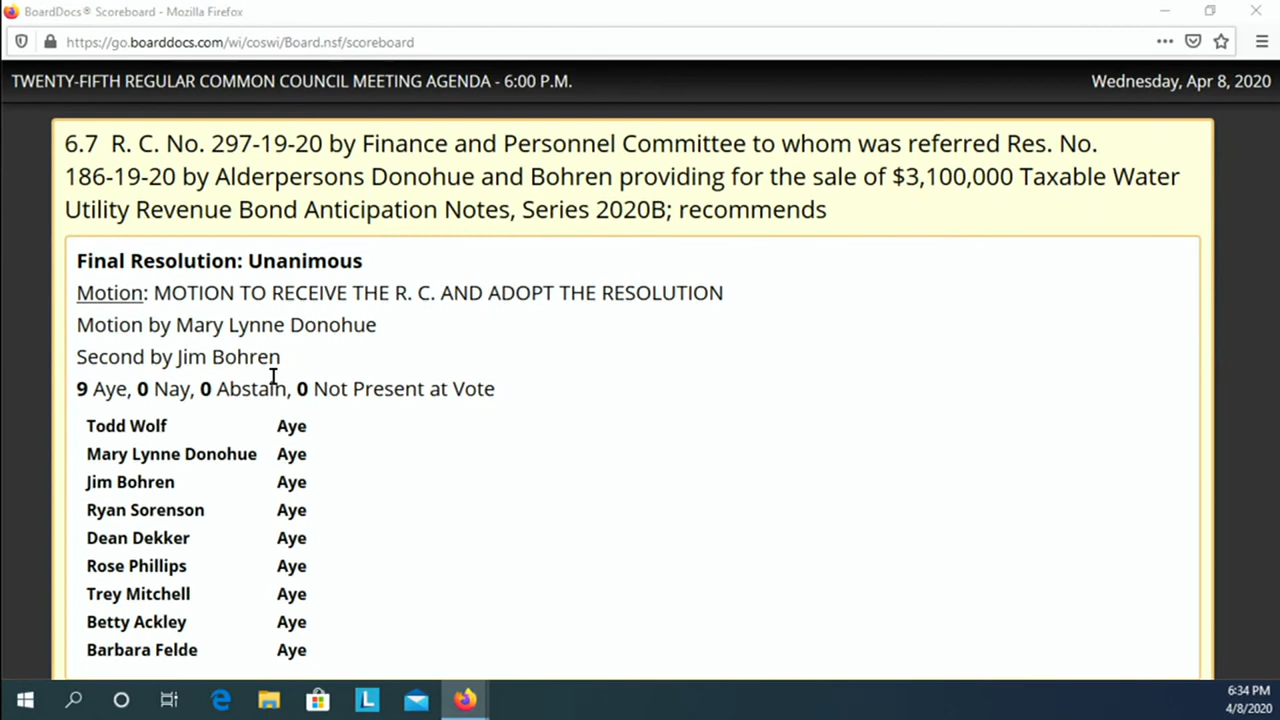 BoardDocs® Scoreboard - Mozilla Firefox
https://go.boarddocs.com/wi/coswi/Board.nsf/scoreboard
TWENTY-FIFTH REGULAR COMMON COUNCIL MEETING AGENDA - 6:00 P.M. Wednesday, Apr 8, 2020
6.7 R. C. No. 297-19-20 by Finance and Personnel Committee to whom was referred Res. No.
186-19-20 by Alderpersons Donohue and Bohren providing for the sale of $3,100,000 Taxable Water
Utility Revenue Bond Anticipation Notes, Series 2020B; recommends
Final Resolution: Unanimous
Motion: MOTION TO RECEIVE THE R. C. AND ADOPT THE RESOLUTION
Motion by Mary Lynne Donohue
Second by Jim Bohren
9 Aye, 0 Nay, 0 Abstain, 0 Not Present at Vote
Todd Wolf Aye
Mary Lynne Donohue Aye
Jim Bohren Aye
Ryan Sorenson Aye
Dean Dekker Aye
Rose Phillips Aye
Trey Mitchell Aye
Betty Ackley Aye
Barbara Felde Aye
L
6:34 PM
4/8/2020